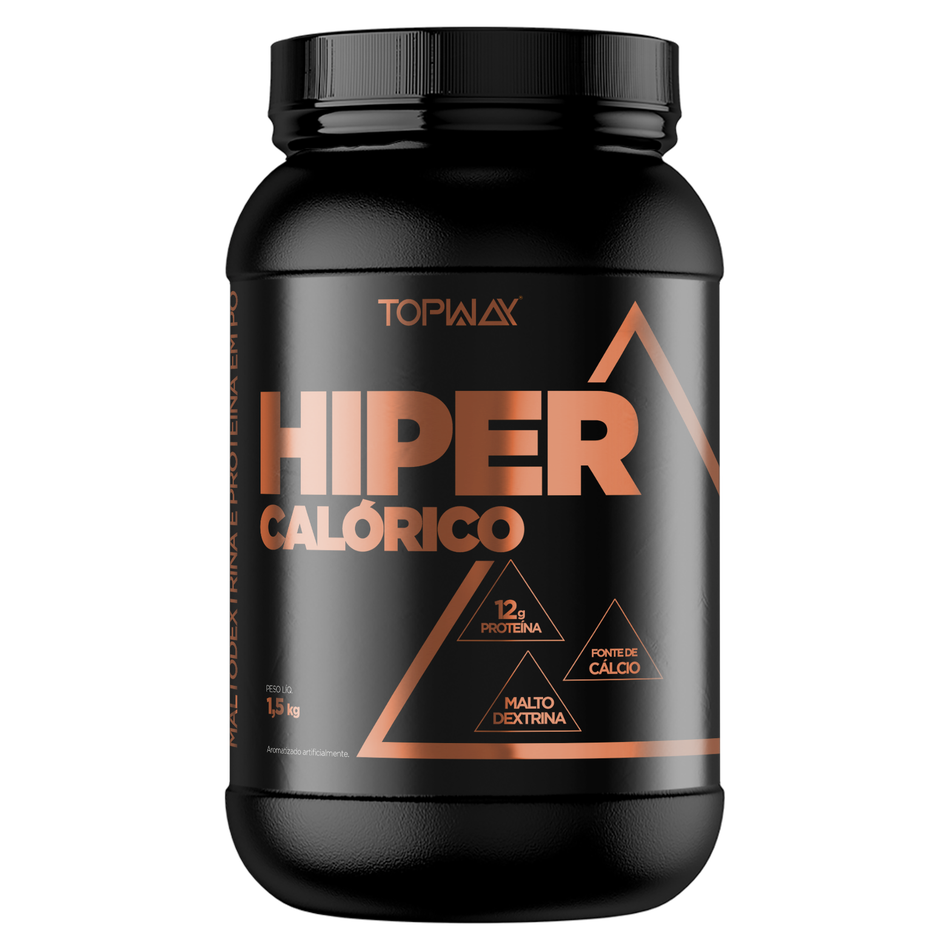 TOPWAY
HIPER
CALÓRICO
12g
PROTEÍNA
FONTE DE
CÁLCIO
MALTO
DEXTRINA
PESO LÍQ.
1,5 kg
Aromatizado artificialmente.
MALTODEXTRINA E PROTEÍNA EM PÓ